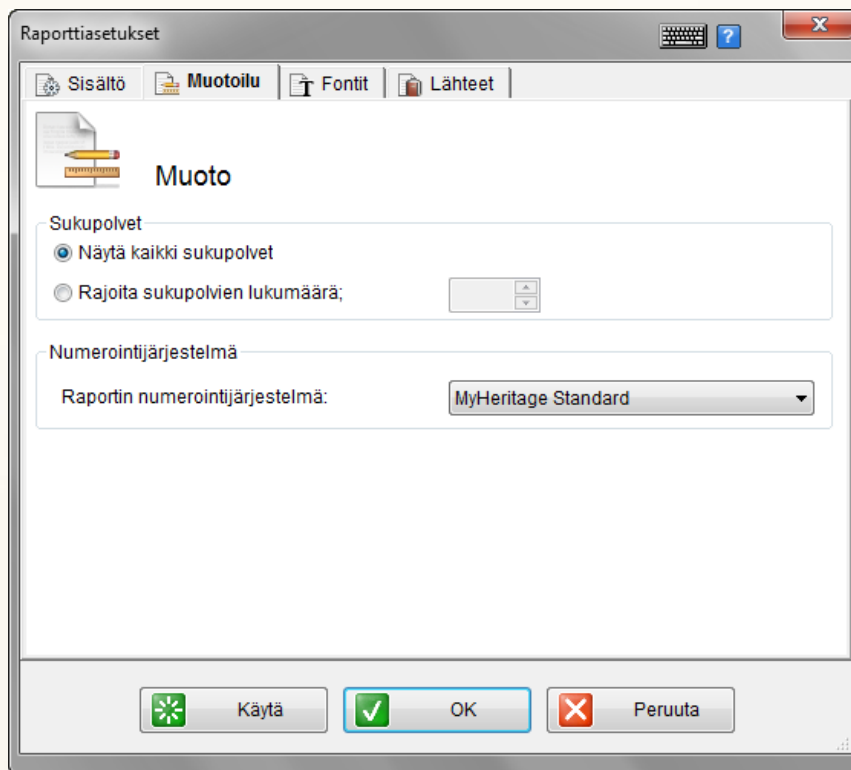 Raporttiasetukset
Sisältö Muotoilu Fontit Lähteet
Muoto
Sukupolvet
Näytä kaikki sukupolvet
Rajoita sukupolvien lukumäärä;
Numerointijärjestelmä
Raportin numerointijärjestelmä: MyHeritage Standard
Käytä OK Peruuta